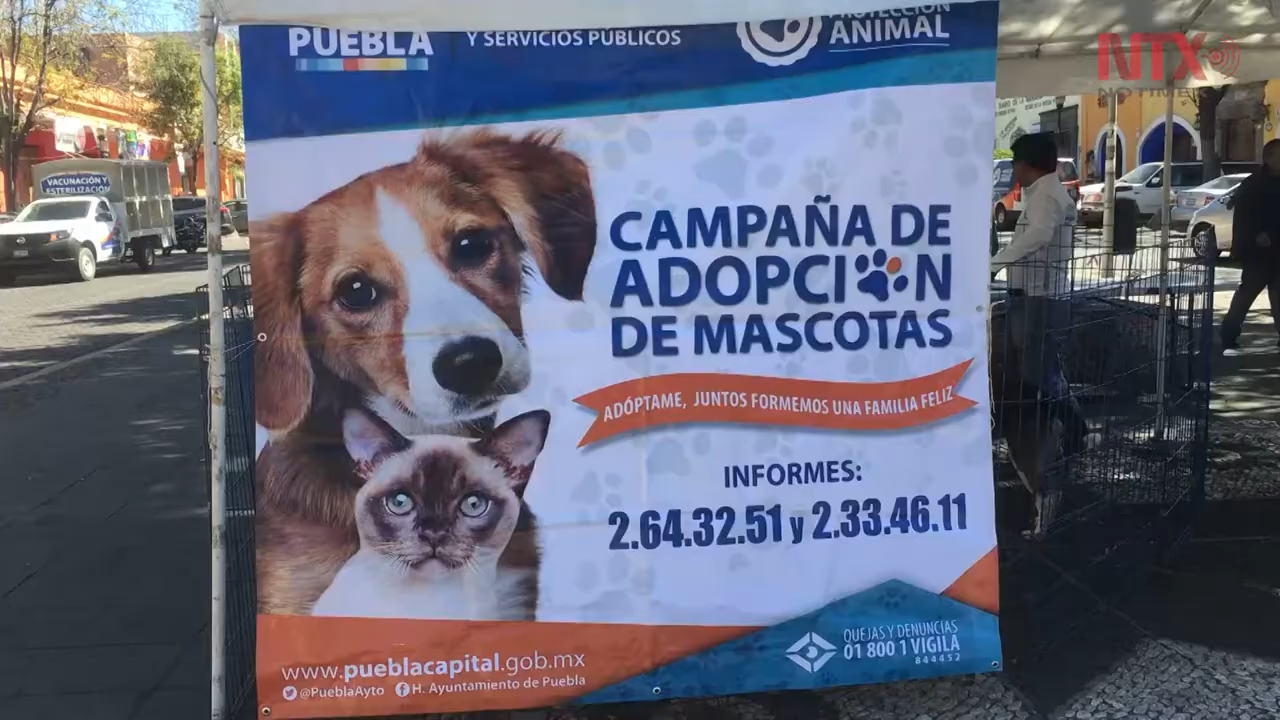 PUEBLA
Y SERVICIOS PÚBLICOS
PROTECCIÓN
ANIMAL
NTX
VACUNACIÓN Y
ESTERILIZACIÓN
CAMPAÑA DE
ADOPCIÓN
DE MASCOTAS
ADÓPTAME, JUNTOS FORMEMOS UNA FAMILIA FELIZ
INFORMES:
2.64.32.51 y 2.33.46.11
QUEJAS Y DENUNCIAS
01 800 1 VIGILA
844452
www.pueblacapital.gob.mx
@PueblaAyto H. Ayuntamiento de Puebla